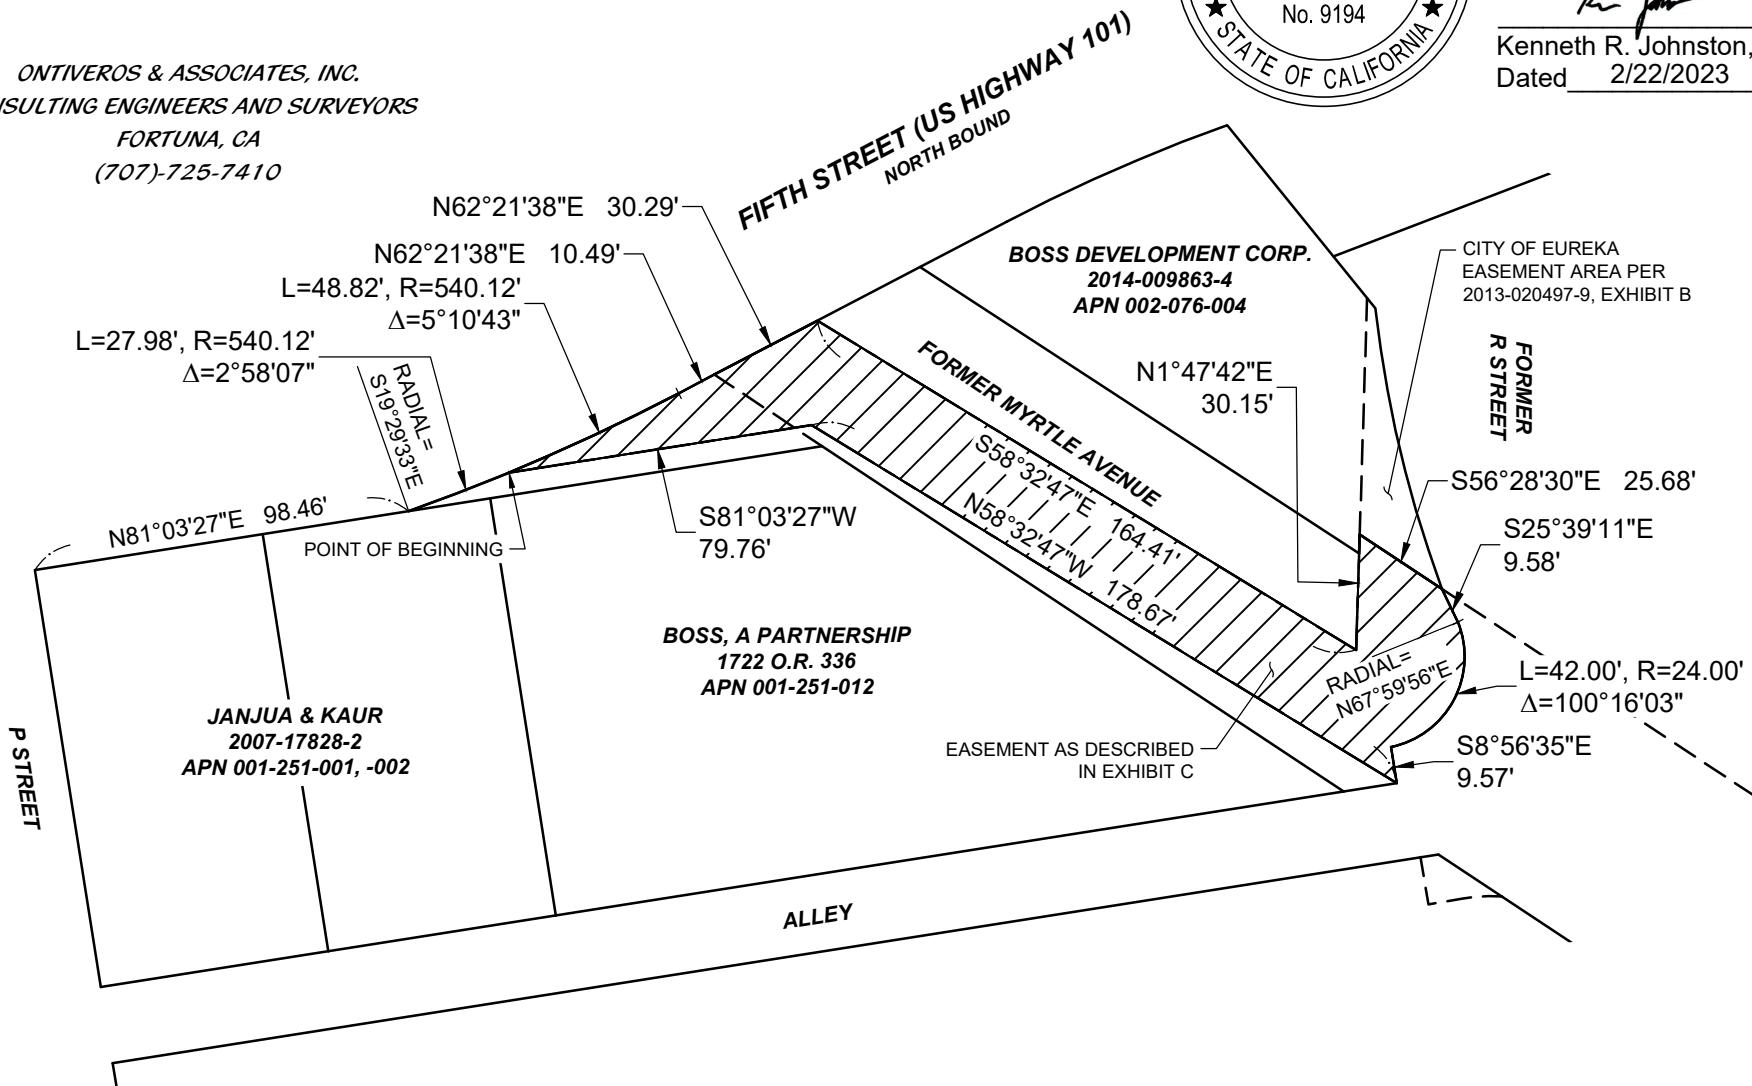 No. 9194
STATE OF CALIFORNIA
Kenneth R. Johnston,
Dated 2/22/2023
ONTIVEROS & ASSOCIATES, INC.
NSULTING ENGINEERS AND SURVEYORS
FORTUNA, CA
(707)-725-7410
FIFTH STREET (US HIGHWAY 101)
NORTH BOUND
N62°21'38"E 30.29'
N62°21'38"E 10.49'
L=48.82', R=540.12'
Δ=5°10'43"
L=27.98', R=540.12'
Δ=2°58'07"
RADIAL=
S19°29'33"E
BOSS DEVELOPMENT CORP.
2014-009863-4
APN 002-076-004
CITY OF EUREKA
EASEMENT AREA PER
2013-020497-9, EXHIBIT B
FORMER
R STREET
FORMER MYRTLE AVENUE
N1°47'42"E
30.15'
S58°32'47"E 164.41'
N58°32'47"W 178.67'
S56°28'30"E 25.68'
S25°39'11"E
9.58'
N81°03'27"E 98.46'
POINT OF BEGINNING
S81°03'27"W
79.76'
BOSS, A PARTNERSHIP
1722 O.R. 336
APN 001-251-012
RADIAL=
N67°59'56"E
L=42.00', R=24.00'
Δ=100°16'03"
S8°56'35"E
9.57'
EASEMENT AS DESCRIBED
IN EXHIBIT C
JANJUA & KAUR
2007-17828-2
APN 001-251-001, -002
P STREET
ALLEY